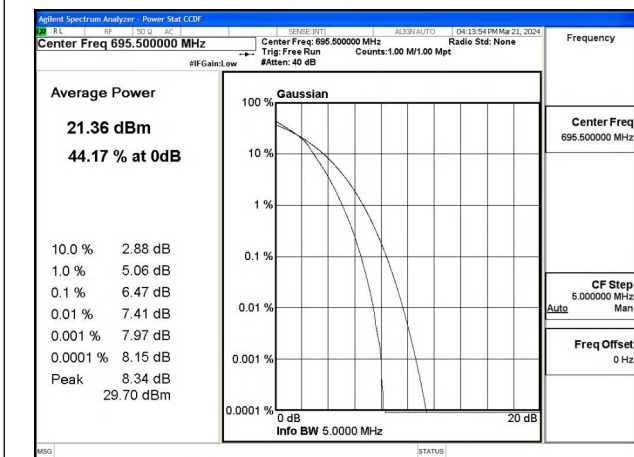 Agilent Spectrum Analyzer - Power Stat CCDF
RL RF 50 Ω AC SENSE:INT ALIGNAUTO 04:13:54 PM Mar 21, 2024
Center Freq 695.500000 MHz
Center Freq: 695.500000 MHz Radio Std: None
Trig: Free Run Counts:1.00 M/1.00 Mpt
#IFGain:Low #Atten: 40 dB
Frequency
Average Power
21.36 dBm
44.17 % at 0dB
10.0 % 2.88 dB
1.0 % 5.06 dB
0.1 % 6.47 dB
0.01 % 7.41 dB
0.001 % 7.97 dB
0.0001 % 8.15 dB
Peak 8.34 dB
29.70 dBm
Gaussian
100 %
10 %
1 %
0.1 %
0.01 %
0.001 %
0.0001 %
0 dB 20 dB
Info BW 5.0000 MHz
Center Freq
695.500000 MHz
CF Step
5.000000 MHz
Auto Man
Freq Offset
0 Hz
MSG STATUS